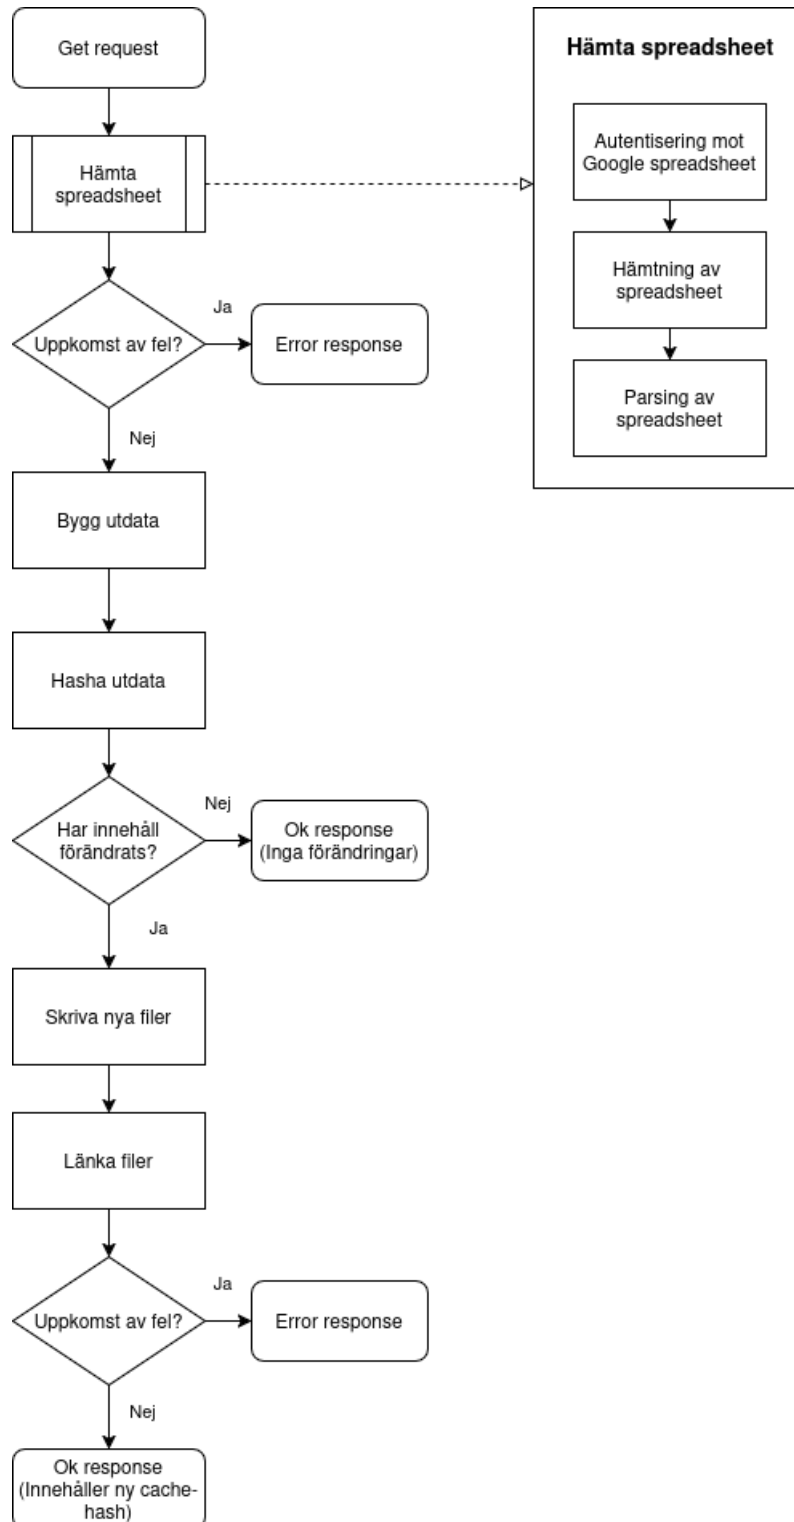 Get request
Hämta spreadsheet
Hämta
spreadsheet
Autentisering mot
Google spreadsheet
Hämtning av
spreadsheet
Parsing av
spreadsheet
Uppkomst av fel?
Ja
Error response
Nej
Bygg utdata
Hasha utdata
Har innehåll
förändrats?
Nej
Ok response
(Inga förändringar)
Ja
Skriva nya filer
Länka filer
Uppkomst av fel?
Ja
Error response
Nej
Ok response
(Innehåller ny cache-
hash)